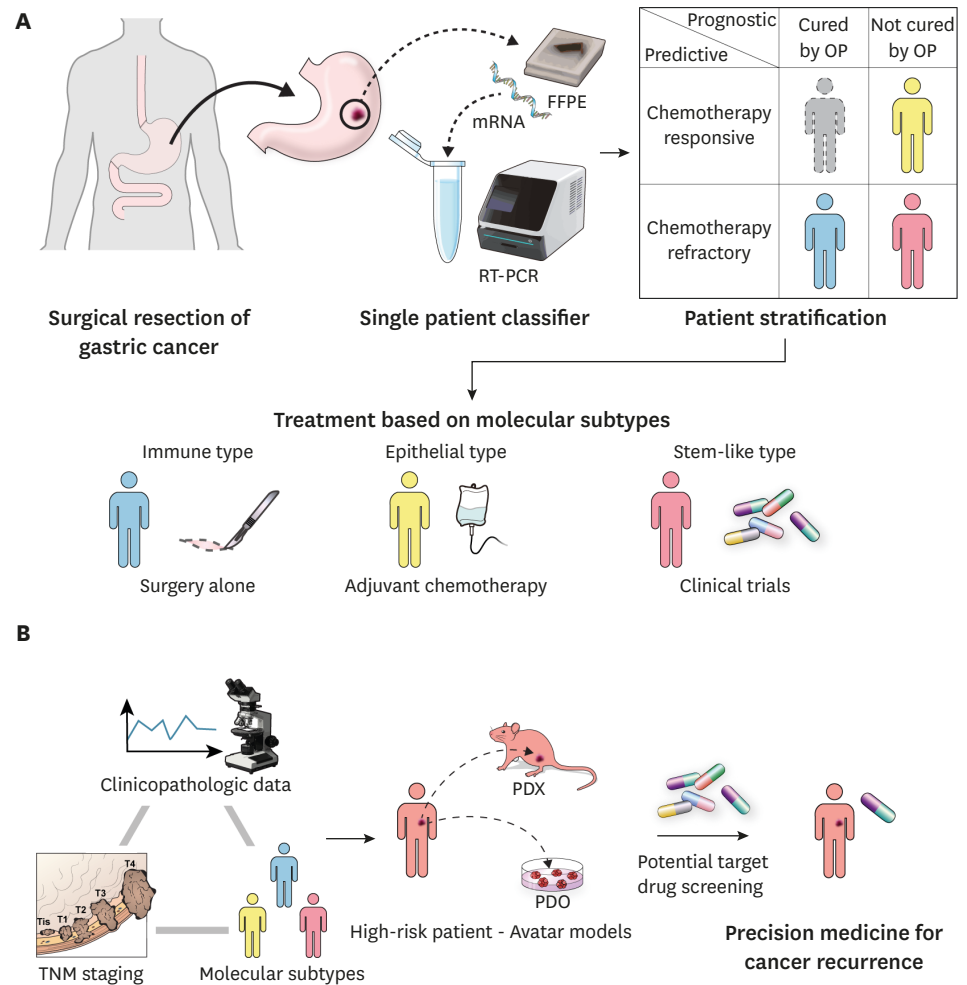 A
FFPE
mRNA
RT-PCR
Prognostic
Predictive
Cured
by OP
Not cured
by OP
Chemotherapy
responsive
Chemotherapy
refractory
Surgical resection of
gastric cancer
Single patient classifier
Patient stratification
Treatment based on molecular subtypes
Immune type
Epithelial type
Stem-like type
Surgery alone
Adjuvant chemotherapy
Clinical trials
B
Clinicopathologic data
Tis
T1
T2
T3
T4
TNM staging
Molecular subtypes
PDX
PDO
High-risk patient - Avatar models
Potential target
drug screening
Precision medicine for
cancer recurrence